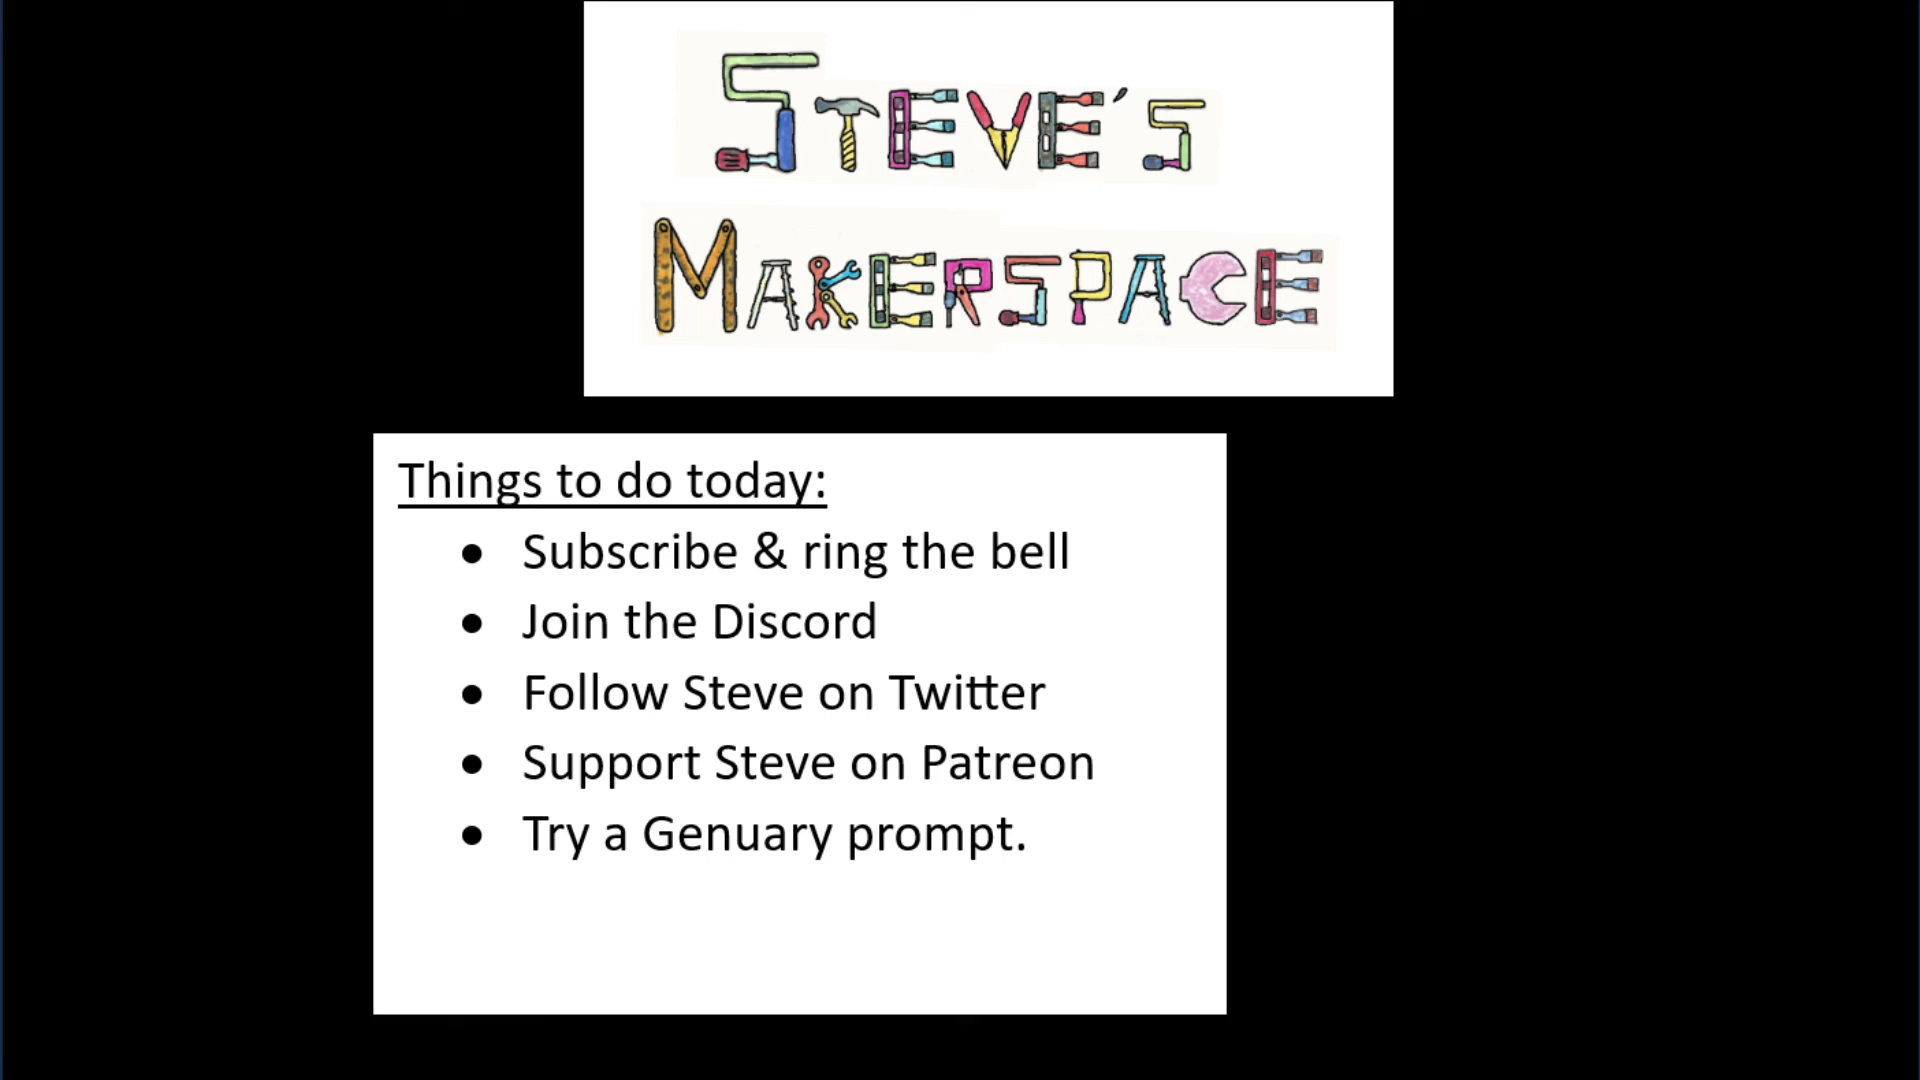 STEVE'S
MAKERSPACE
Things to do today:
● Subscribe & ring the bell
● Join the Discord
● Follow Steve on Twitter
● Support Steve on Patreon
● Try a Genuary prompt.